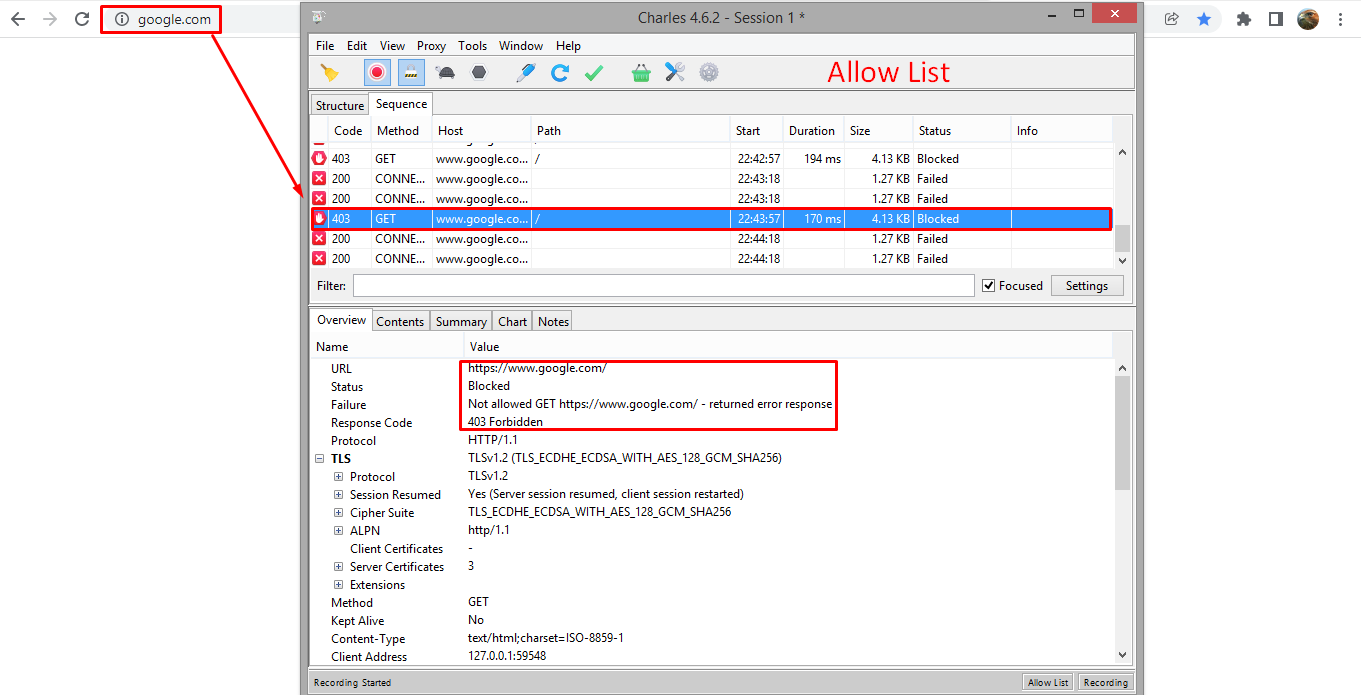 google.com
Charles 4.6.2 - Session 1 *
File Edit View Proxy Tools Window Help
Allow List
Structure Sequence
Code Method Host Path Start Duration Size Status Info
403 GET www.google.co... / 22:42:57 194 ms 4.13 KB Blocked
200 CONNE... www.google.co... 22:43:18 1.27 KB Failed
200 CONNE... www.google.co... 22:43:18 1.27 KB Failed
403 GET www.google.co... / 22:43:57 170 ms 4.13 KB Blocked
200 CONNE... www.google.co... 22:44:18 1.27 KB Failed
200 CONNE... www.google.co... 22:44:18 1.27 KB Failed
Filter: Focused Settings
Overview Contents Summary Chart Notes
Name Value
URL https://www.google.com/
Status Blocked
Failure Not allowed GET https://www.google.com/ - returned error response
Response Code 403 Forbidden
Protocol HTTP/1.1
TLS TLSv1.2 (TLS_ECDHE_ECDSA_WITH_AES_128_GCM_SHA256)
Protocol TLSv1.2
Session Resumed Yes (Server session resumed, client session restarted)
Cipher Suite TLS_ECDHE_ECDSA_WITH_AES_128_GCM_SHA256
ALPN http/1.1
Client Certificates -
Server Certificates 3
Extensions
Method GET
Kept Alive No
Content-Type text/html;charset=ISO-8859-1
Client Address 127.0.0.1:59548
Recording Started Allow List Recording